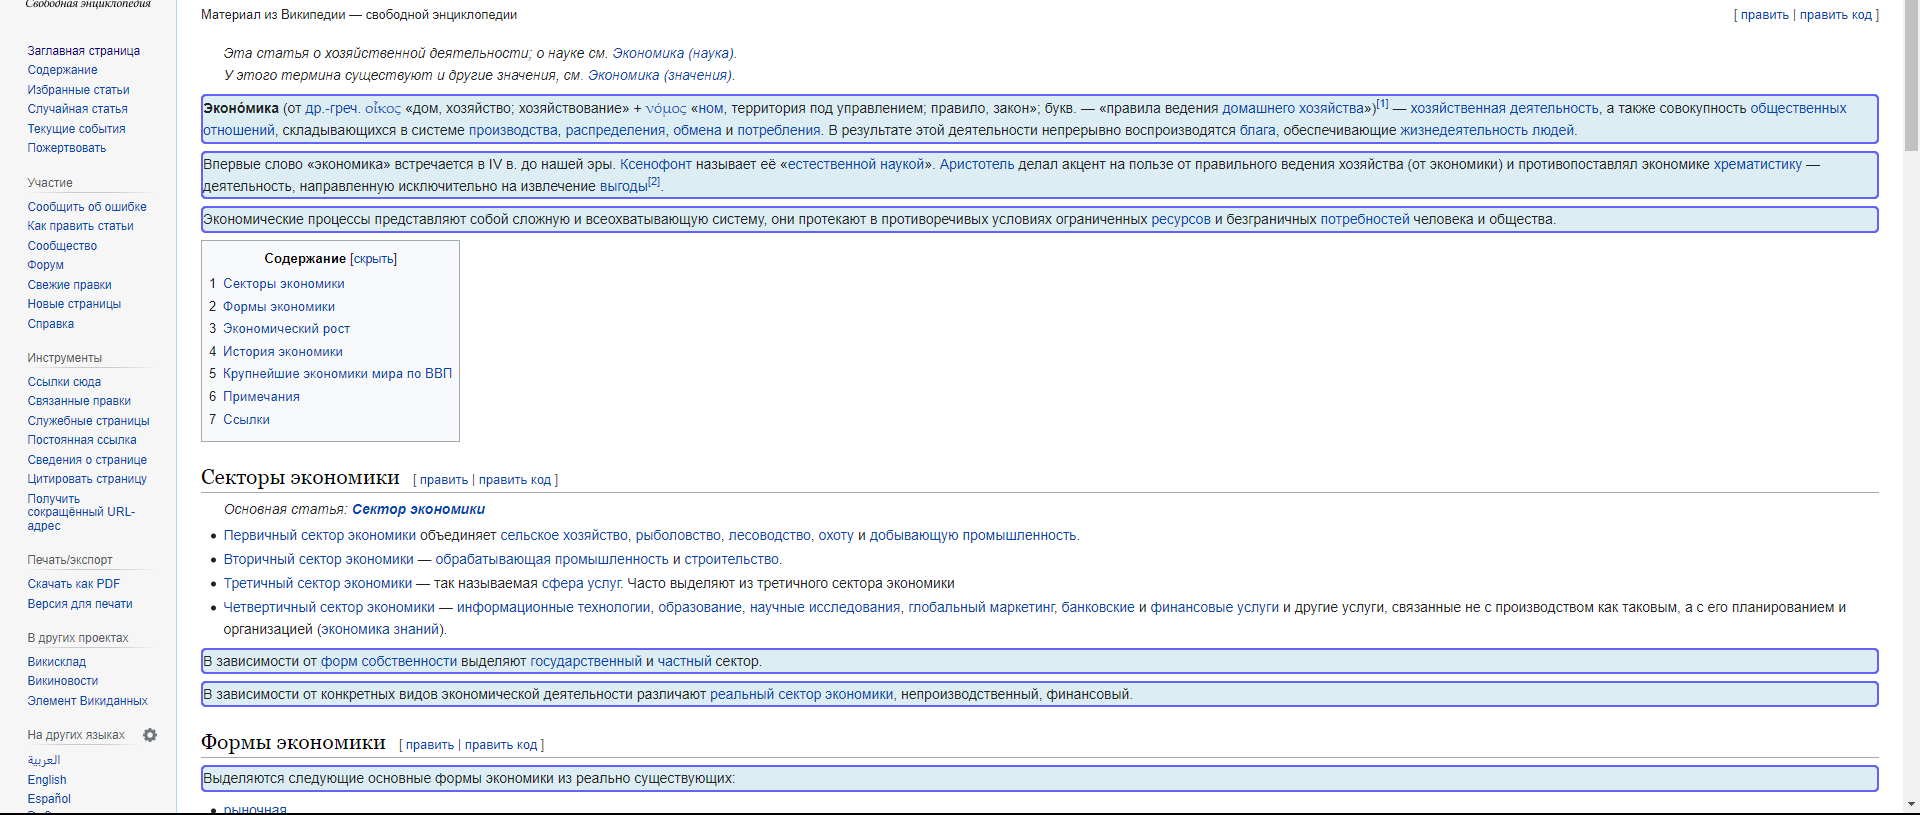 Свободная энциклопедия
Заглавная страница
Содержание
Избранные статьи
Случайная статья
Текущие события
Пожертвовать
Участие
Сообщить об ошибке
Как править статьи
Сообщество
Форум
Свежие правки
Новые страницы
Справка
Инструменты
Ссылки сюда
Связанные правки
Служебные страницы
Постоянная ссылка
Сведения о странице
Цитировать страницу
Получить
сокращённый URL-
адрес
Печать/экспорт
Скачать как PDF
Версия для печати
В других проектах
Викисклад
Викиновости
Элемент Викиданных
На других языках
العربية
English
Español
Материал из Википедии — свободной энциклопедии
[ править | править код ]
Эта статья о хозяйственной деятельности; о науке см. Экономика (наука).
У этого термина существуют и другие значения, см. Экономика (значения).
Эконо́мика (от др.-греч. οἶκος «дом, хозяйство; хозяйствование» + νόμος «ном, территория под управлением; правило, закон»; букв. — «правила ведения домашнего хозяйства»)[1] — хозяйственная деятельность, а также совокупность общественных
отношений, складывающихся в системе производства, распределения, обмена и потребления. В результате этой деятельности непрерывно воспроизводятся блага, обеспечивающие жизнедеятельность людей.
Впервые слово «экономика» встречается в IV в. до нашей эры. Ксенофонт называет её «естественной наукой». Аристотель делал акцент на пользе от правильного ведения хозяйства (от экономики) и противопоставлял экономике хрематистику —
деятельность, направленную исключительно на извлечение выгоды[2].
Экономические процессы представляют собой сложную и всеохватывающую систему, они протекают в противоречивых условиях ограниченных ресурсов и безграничных потребностей человека и общества.
Содержание [скрыть]
1 Секторы экономики
2 Формы экономики
3 Экономический рост
4 История экономики
5 Крупнейшие экономики мира по ВВП
6 Примечания
7 Ссылки
Секторы экономики [ править | править код ]
Основная статья: Сектор экономики
• Первичный сектор экономики объединяет сельское хозяйство, рыболовство, лесоводство, охоту и добывающую промышленность.
• Вторичный сектор экономики — обрабатывающая промышленность и строительство.
• Третичный сектор экономики — так называемая сфера услуг. Часто выделяют из третичного сектора экономики
• Четвертичный сектор экономики — информационные технологии, образование, научные исследования, глобальный маркетинг, банковские и финансовые услуги и другие услуги, связанные не с производством как таковым, а с его планированием и
организацией (экономика знаний).
В зависимости от форм собственности выделяют государственный и частный сектор.
В зависимости от конкретных видов экономической деятельности различают реальный сектор экономики, непроизводственный, финансовый.
Формы экономики [ править | править код ]
Выделяются следующие основные формы экономики из реально существующих:
• рыночная